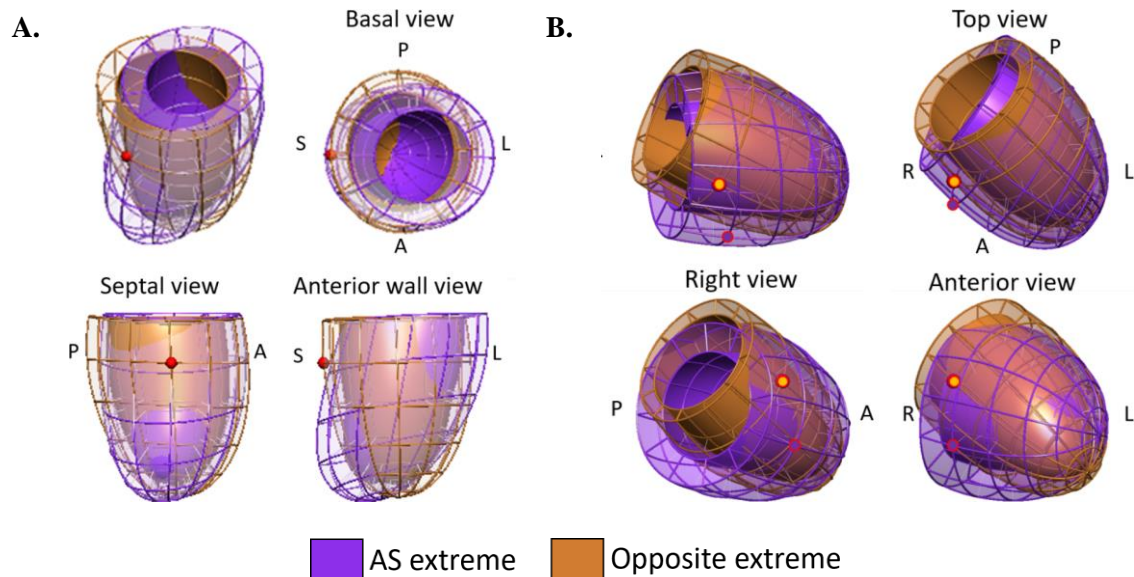 A.
Basal view
P
S
L
A
Septal view
P
A
Anterior wall view
S
L
B.
Top view
P
R
L
A
Right view
P
A
Anterior view
R
L
AS extreme
Opposite extreme